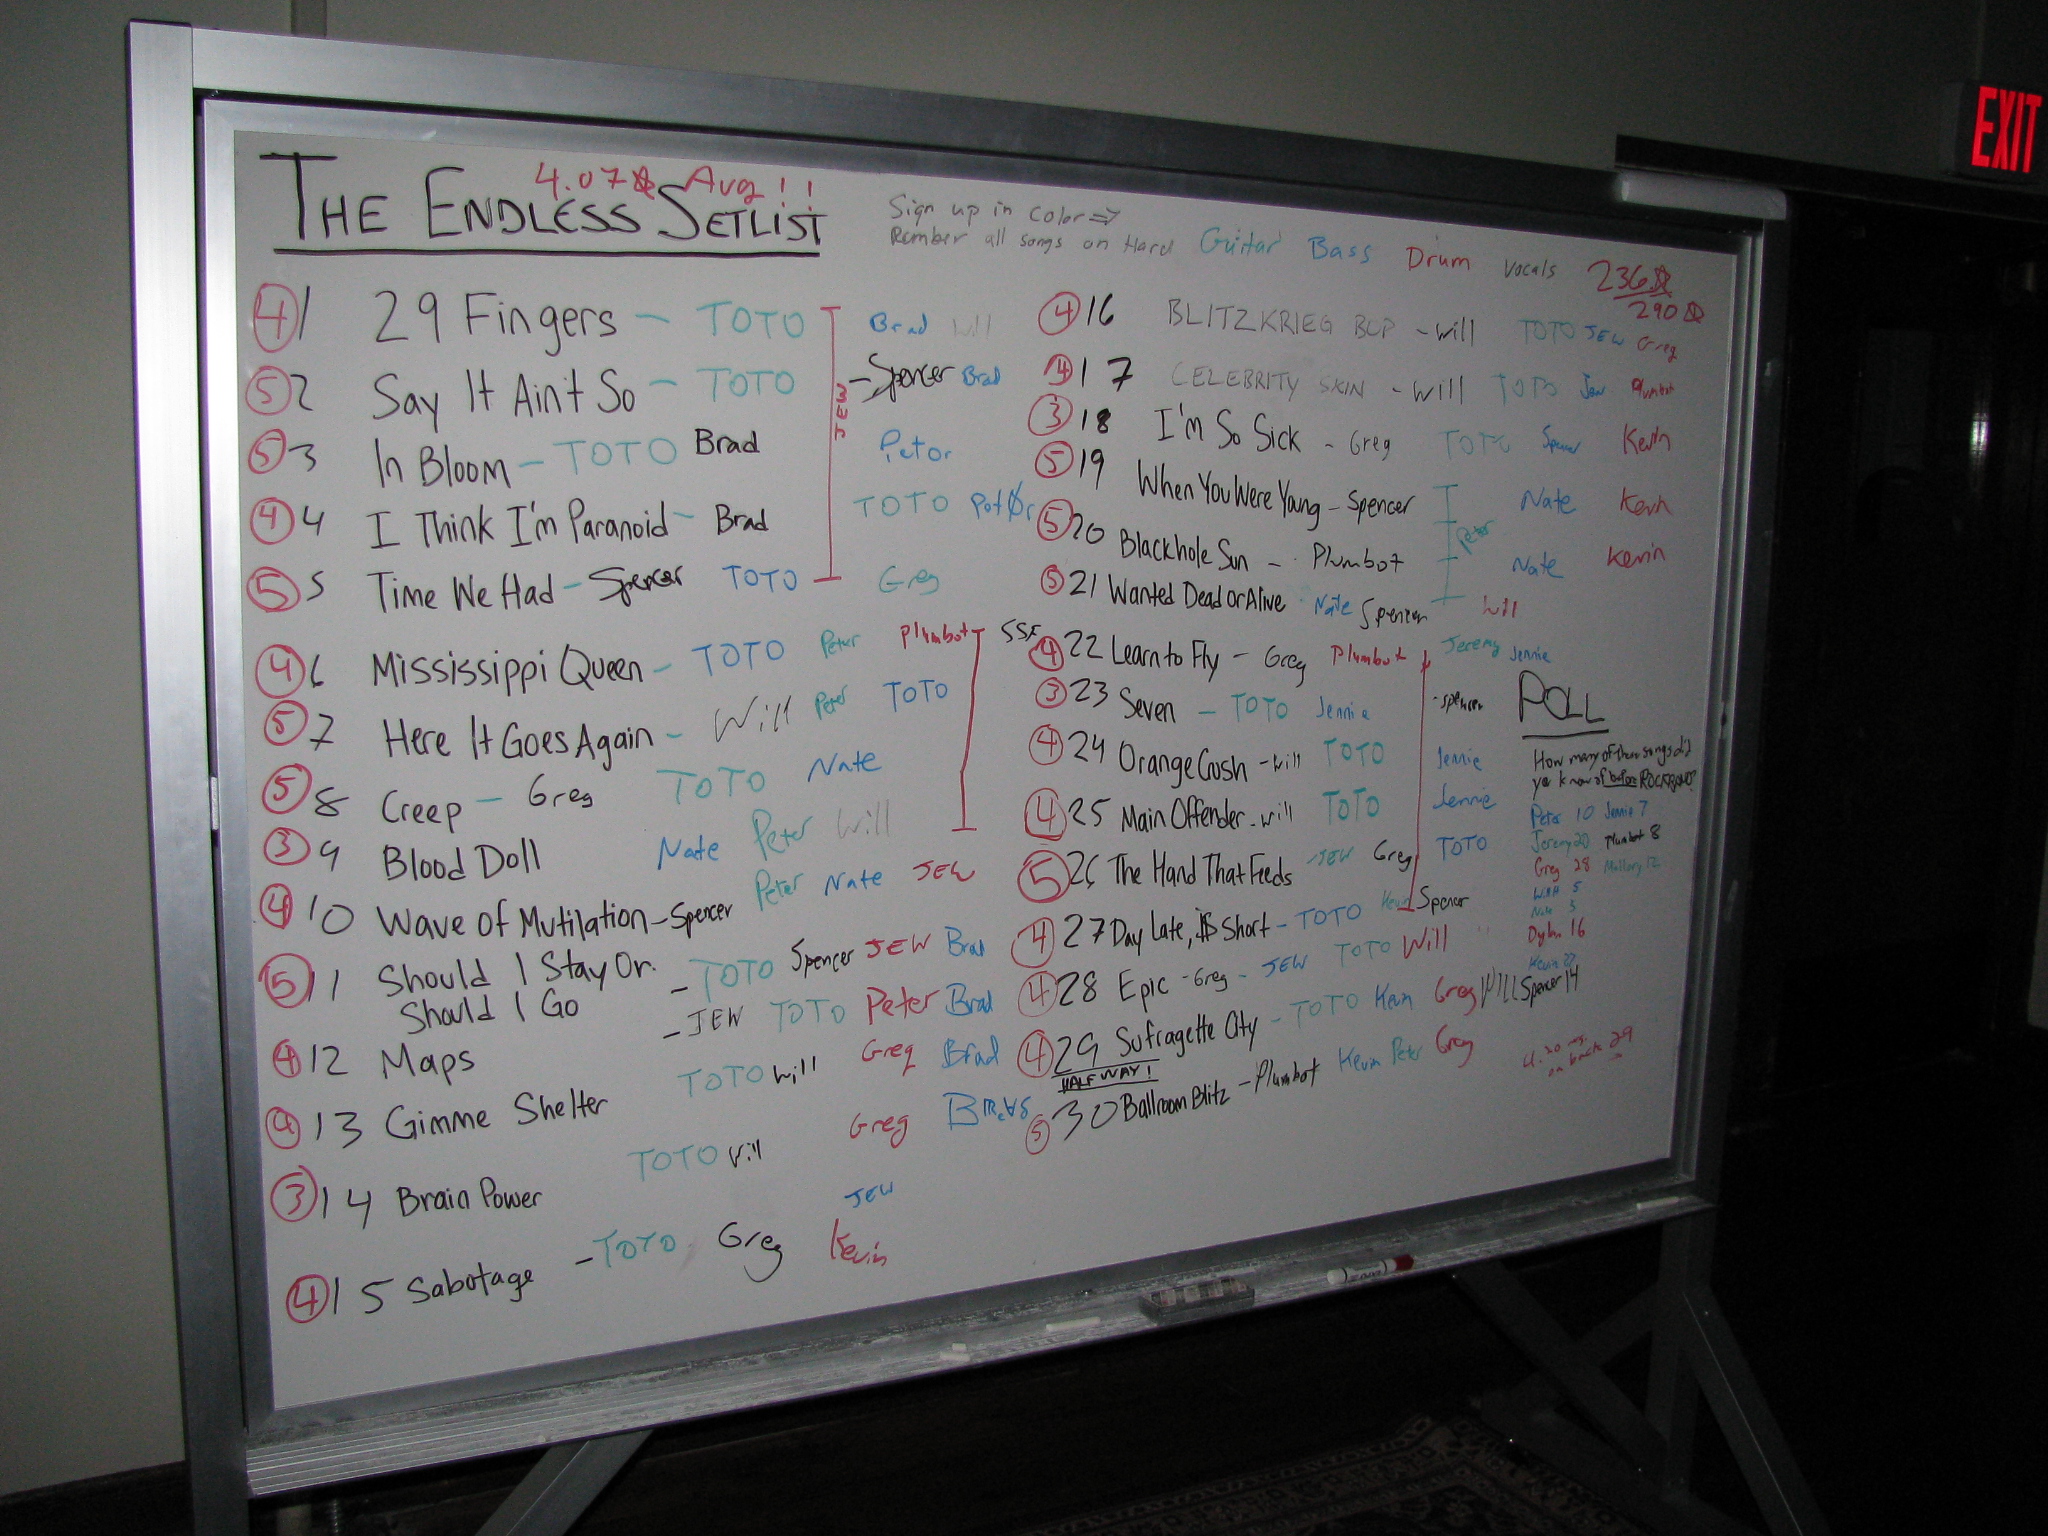 THE ENDLESS SETLIST
4.07☆ Avg!!
Sign up in color ⇒
Rember all songs on Hard Guitar Bass Drum Vocals
236☆
290☆
④ 1 29 Fingers - TOTO Brad Will
⑤ 2 Say It Ain't So - TOTO - Spencer Brad
JEW
⑤ 3 In Bloom - TOTO Brad Petor
④ 4 I Think I'm Paranoid - Brad TOTO
⑤ 5 Time We Had - Spencer TOTO Greg
④ 6 Mississippi Queen - TOTO Peter Plumbot
⑤ 7 Here It Goes Again - Will Peter TOTO
⑤ 8 Creep - Greg TOTO Nate
③ 9 Blood Doll Nate Peter Will
④ 10 Wave of Mutilation - Spencer Peter Nate JEW
⑤ 11 Should I Stay Or
Should I Go - TOTO Spencer JEW Brad
④ 12 Maps - JEW TOTO Peter Brad
④ 13 Gimme Shelter TOTO Will Greq Brad
③ 14 Brain Power TOTO Will Greg
④ 15 Sabotage - TOTO Greg Kevin JEW
④ 16 BLITZKRIEG BOP - Will TOTO JEW Greg
④ 17 CELEBRITY SKIN - Will TOTO Jew Plumbot
③ 18 I'm So Sick - Greg TOTO Spencer Kevin
⑤ 19 When You Were Young - Spencer Nate Kevin
Peter
⑤ 20 Blackhole Sun - Plumbot Nate Kevin
⑤ 21 Wanted Dead or Alive - Nate Spencer Will
④ 22 Learn to Fly - Greg Plumbot Jeremy Jennie
③ 23 Seven - TOTO Jennie - Spencer
④ 24 Orange Crush - Will TOTO Jennie
④ 25 Main Offender - Will TOTO Jennie
⑤ 26 The Hand That Feeds JEW Greg TOTO
④ 27 Day Late, $ Short - TOTO Kevin Spencer
④ 28 Epic - Greg - JEW TOTO Will
④ 29 Sufragette City - TOTO Kevin Greg Will
HALF WAY!
⑤ 30 Ballroom Blitz - Plumbot Kevin Peter Greg
POLL
How many of these songs did
you know of before ROCKBAND?
Peter 10 Jennie 7
Jeremy 20 Plumbot 8
Greg 28 Mallory 12
Will 5
Nate 5
Dylan 16
Kevin 27
Spencer 14
EXIT